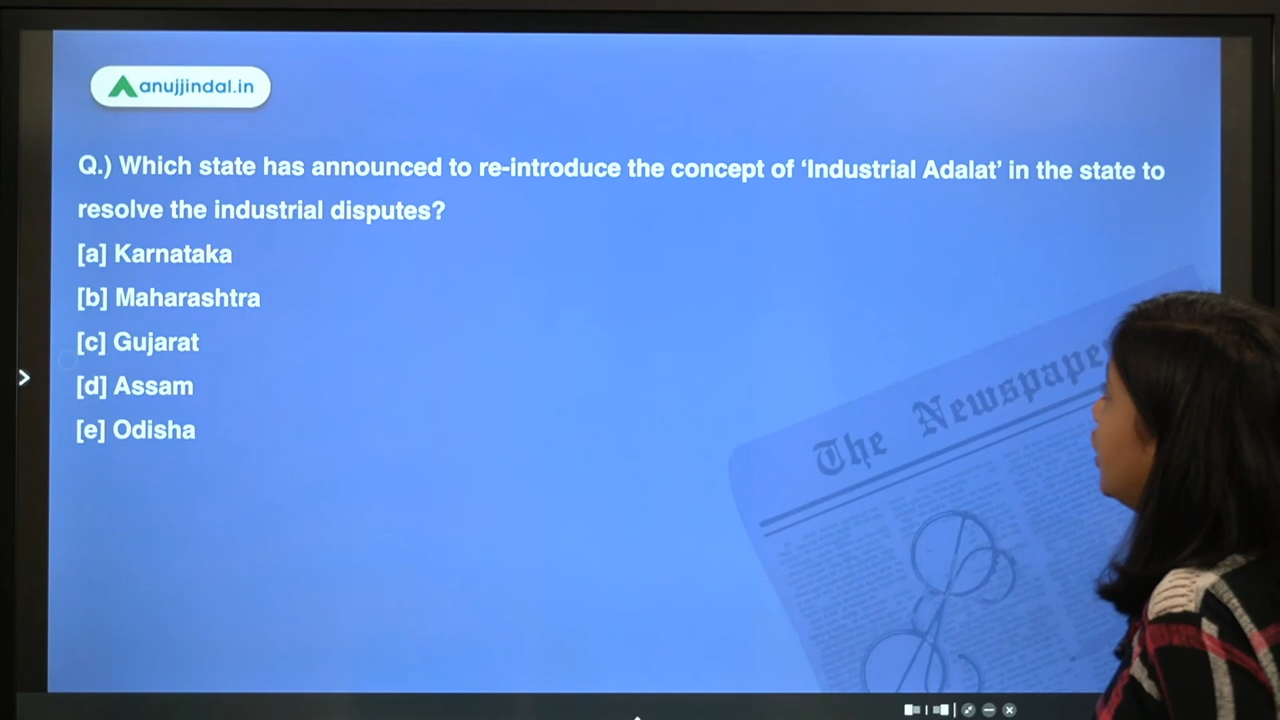 anujjindal.in
Q.) Which state has announced to re-introduce the concept of ‘Industrial Adalat’ in the state to
resolve the industrial disputes?
[a] Karnataka
[b] Maharashtra
[c] Gujarat
[d] Assam
[e] Odisha
The Newspape